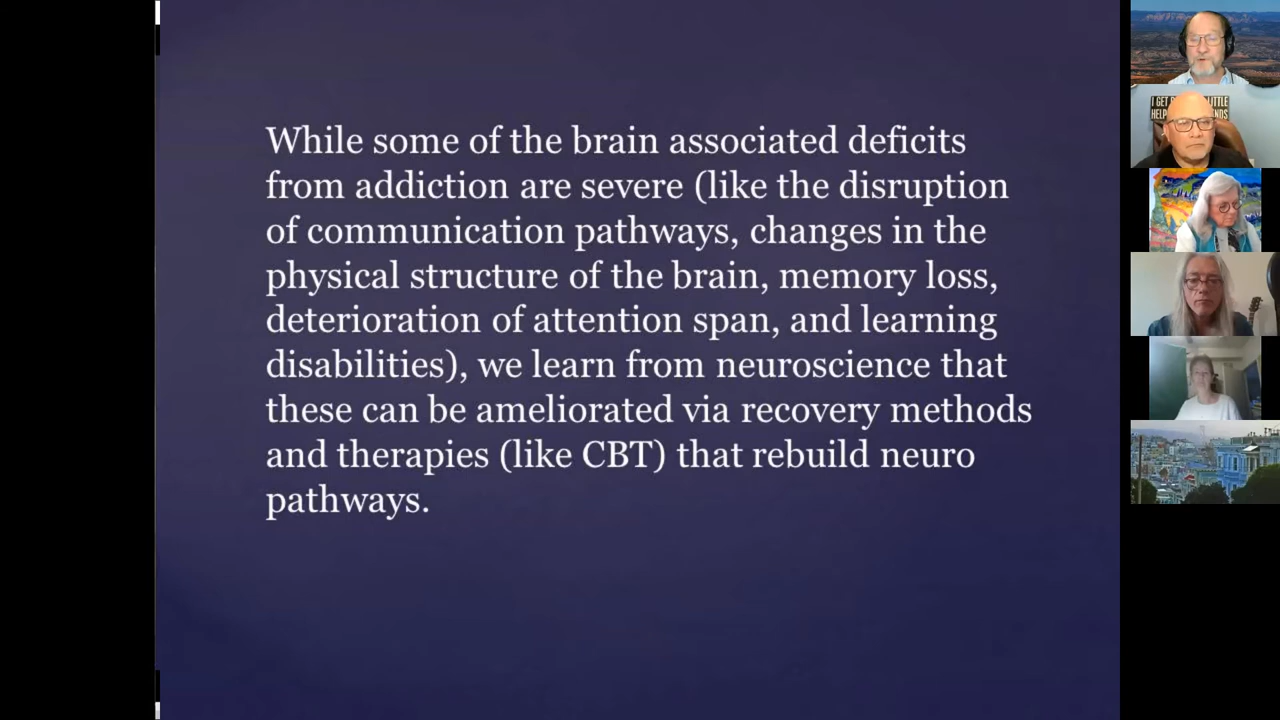 While some of the brain associated deficits
from addiction are severe (like the disruption
of communication pathways, changes in the
physical structure of the brain, memory loss,
deterioration of attention span, and learning
disabilities), we learn from neuroscience that
these can be ameliorated via recovery methods
and therapies (like CBT) that rebuild neuro
pathways.
I GET
HELP